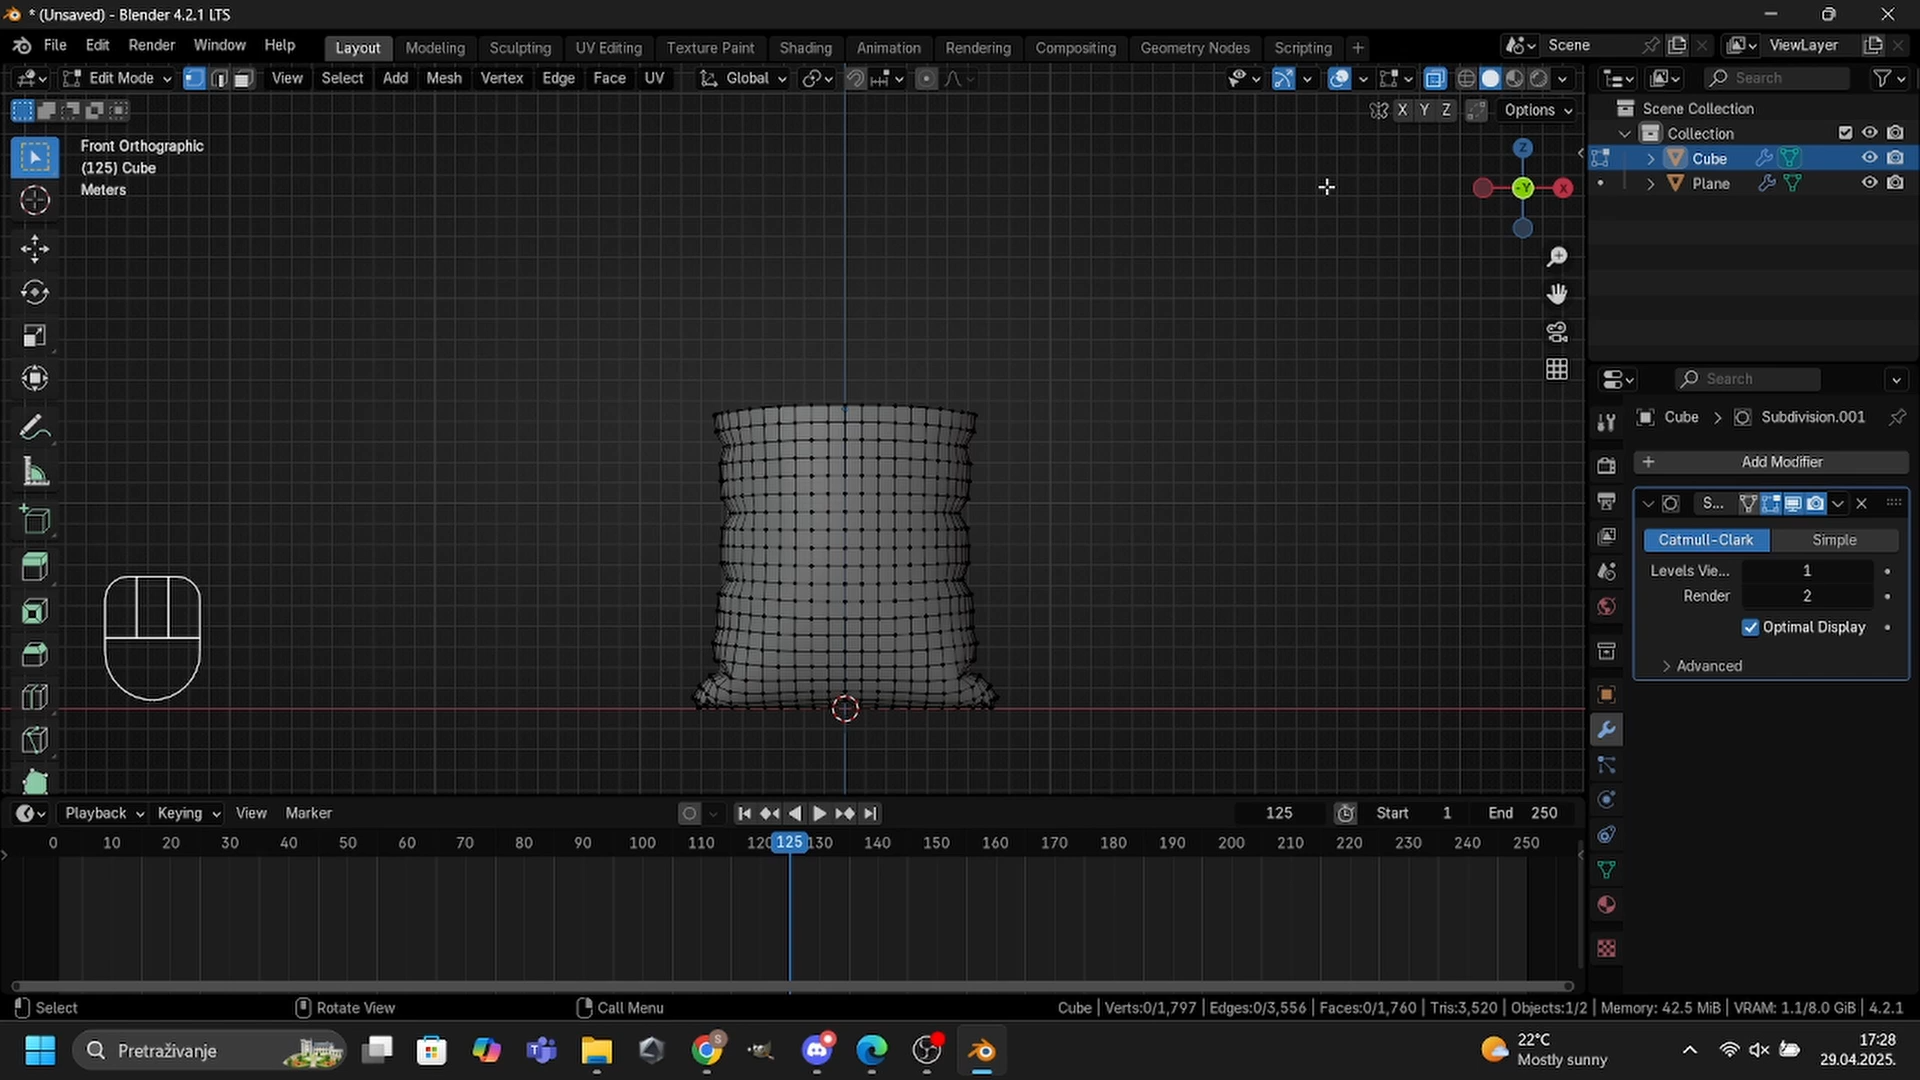 * (Unsaved) - Blender 4.2.1 LTS
File Edit Render Window Help Layout Modeling Sculpting UV Editing Texture Paint Shading Animation Rendering Compositing Geometry Nodes Scripting + Scene ViewLayer
Edit Mode View Select Add Mesh Vertex Edge Face UV Global Search
X Y Z Options
Front Orthographic
(125) Cube
Meters
Z
-Y X
Scene Collection
Collection
Cube
Plane
Search
Cube > Subdivision.001
+ Add Modifier
S...
Catmull-Clark Simple
Levels Vie... 1
Render 2
Optimal Display
Advanced
Playback Keying View Marker 125 Start 1 End 250
0 10 20 30 40 50 60 70 80 90 100 110 120 125 130 140 150 160 170 180 190 200 210 220 230 240 250
Select Rotate View Call Menu Cube | Verts:0/1,797 | Edges:0/3,556 | Faces:0/1,760 | Tris:3,520 | Objects:1/2 | Memory: 42.5 MiB | VRAM: 1.1/8.0 GiB | 4.2.1
Pretraživanje
22°C
Mostly sunny
17:28
29.04.2025.